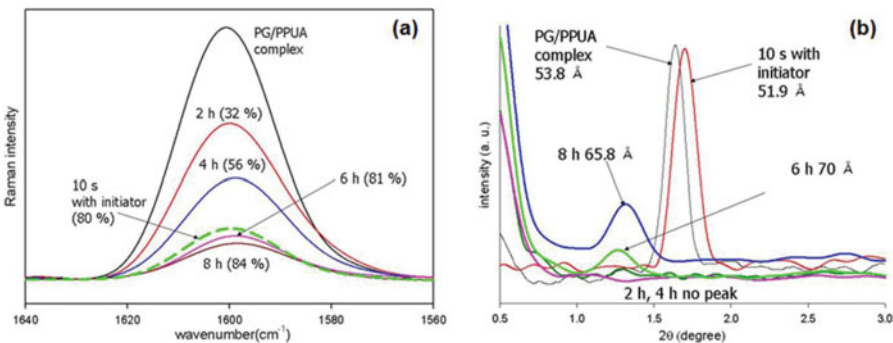 (a)
PG/PPUA
complex
2 h (32 %)
4 h (56 %)
6 h (81 %)
10 s
with initiator
(80 %)
8 h (84 %)
Raman intensity
1640 1620 1600 1580 1560
wavenumber(cm-1)
(b)
PG/PPUA
complex
53.8 Å
10 s with
initiator
51.9 Å
8 h 65.8 Å
6 h 70 Å
2 h, 4 h no peak
intensity (a. u.)
0.5 1.0 1.5 2.0 2.5 3.0
2θ (degree)